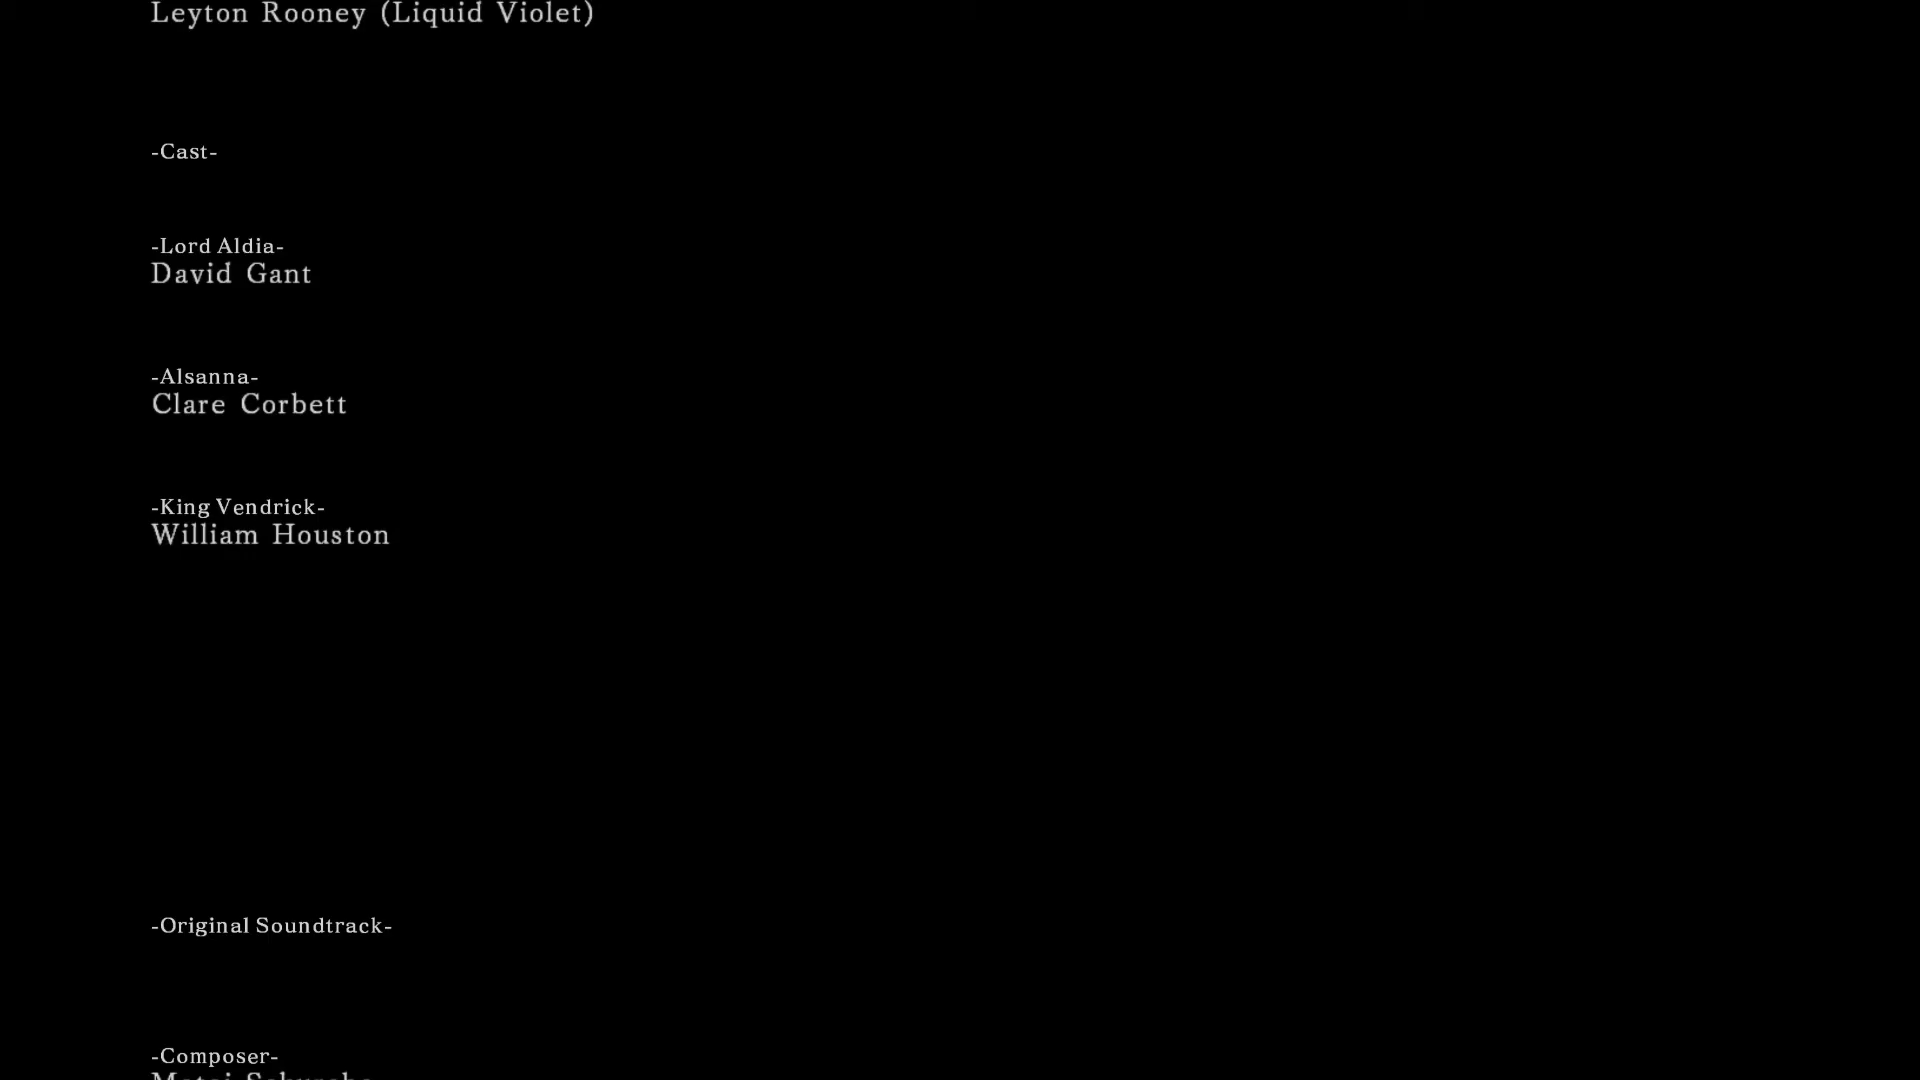 Leyton Rooney (Liquid Violet)
-Cast-
-Lord Aldia-
David Gant
-Alsanna-
Clare Corbett
-King Vendrick-
William Houston
-Original Soundtrack-
-Composer-